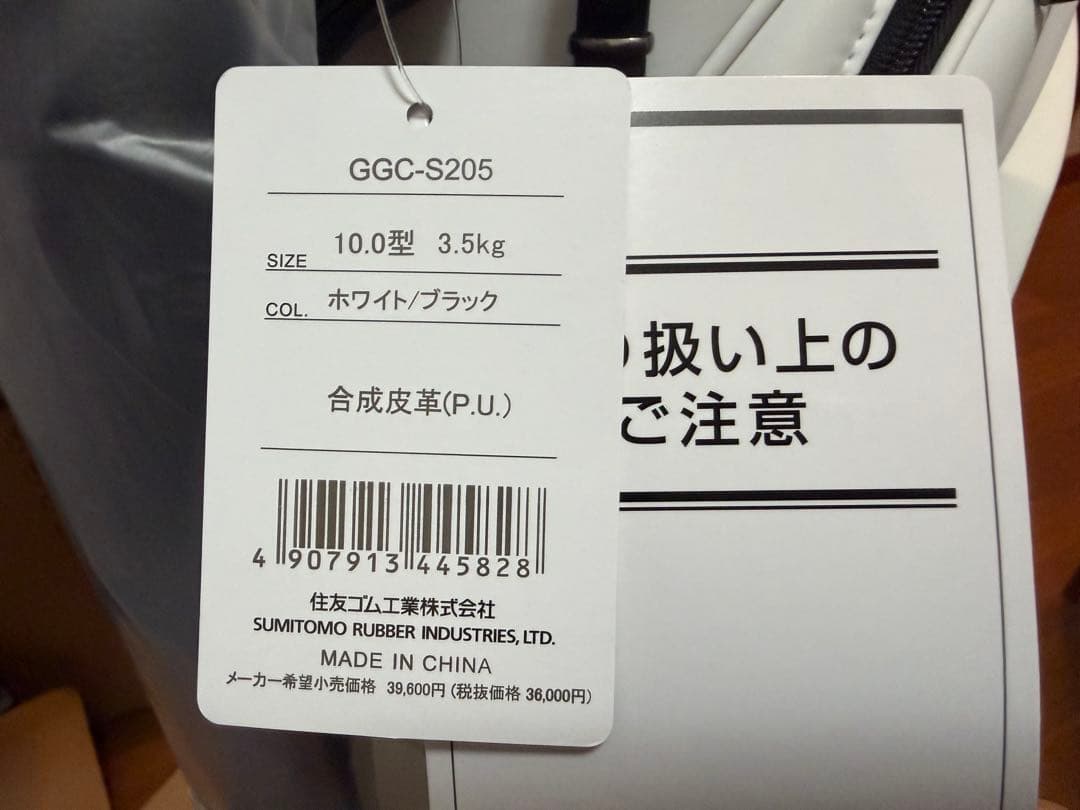 GGC-S205
SIZE 10.0型 3.5kg
COL. ホワイト/ブラック
合成皮革(P.U.)
4 907913 445828
住友ゴム工業株式会社
SUMITOMO RUBBER INDUSTRIES, LTD.
MADE IN CHINA
メーカー希望小売価格 39,600円 (税抜価格 36,000円)
扱い上の
ご注意